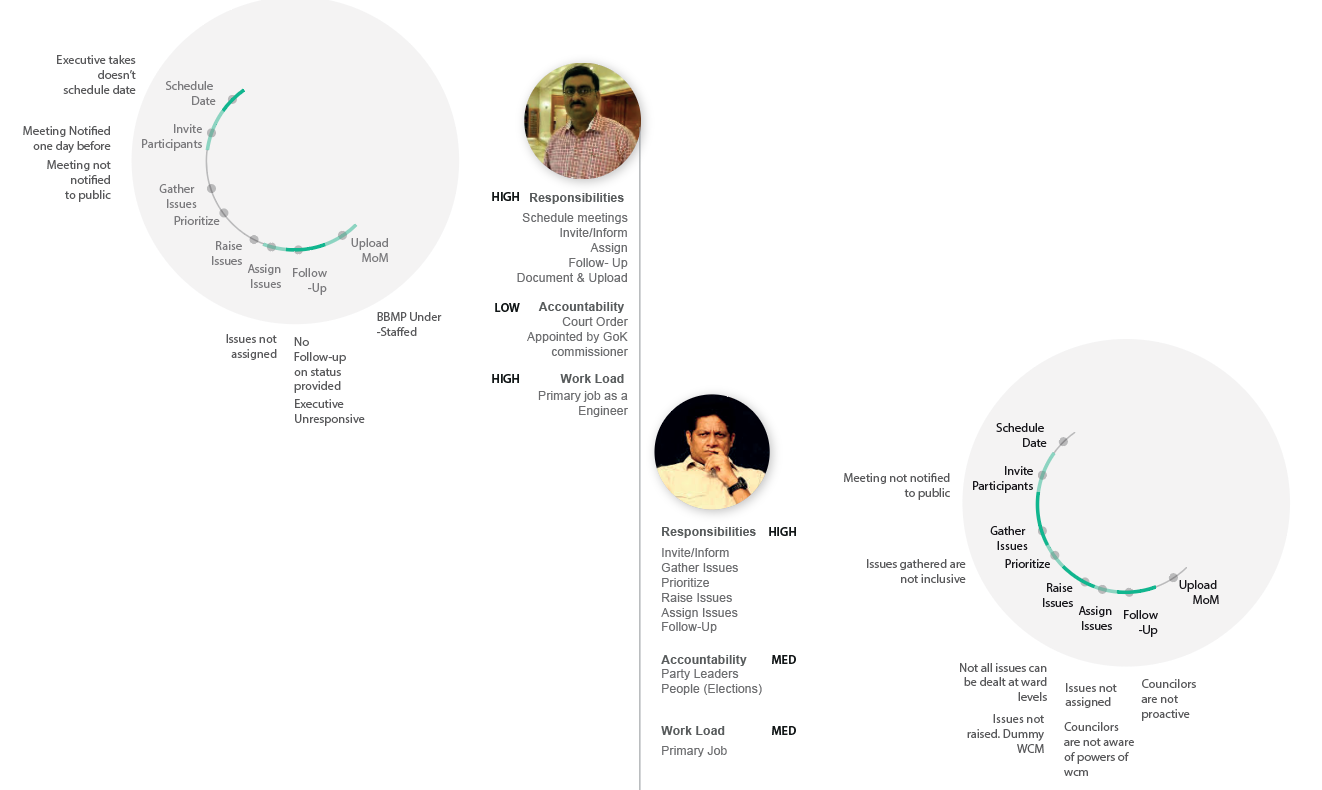 Executive takes
doesn't
schedule date
Schedule
Date
Invite
Participants
Meeting Notified
one day before
Meeting not
notified
to public
Gather
Issues
Prioritize
Raise
Issues
Assign
Issues
Follow
-Up
Upload
MoM
BBMP Under
-Staffed
Issues not
assigned
No
Follow-up
on status
provided
Executive
Unresponsive
HIGH Responsibilities
Schedule meetings
Invite/Inform
Assign
Follow- Up
Document & Upload
LOW Accountability
Court Order
Appointed by GoK
commissioner
HIGH Work Load
Primary job as a
Engineer
Responsibilities HIGH
Invite/Inform
Gather Issues
Prioritize
Raise Issues
Assign Issues
Follow-Up
Accountability MED
Party Leaders
People (Elections)
Work Load MED
Primary Job
Schedule
Date
Invite
Participants
Meeting not notified
to public
Gather
Issues
Prioritize
Issues gathered are
not inclusive
Raise
Issues
Assign
Issues
Follow
-Up
Upload
MoM
Not all issues can
be dealt at ward
levels
Issues not
raised. Dummy
WCM
Issues not
assigned
Councilors
are not aware
of powers of
wcm
Councilors
are not
proactive